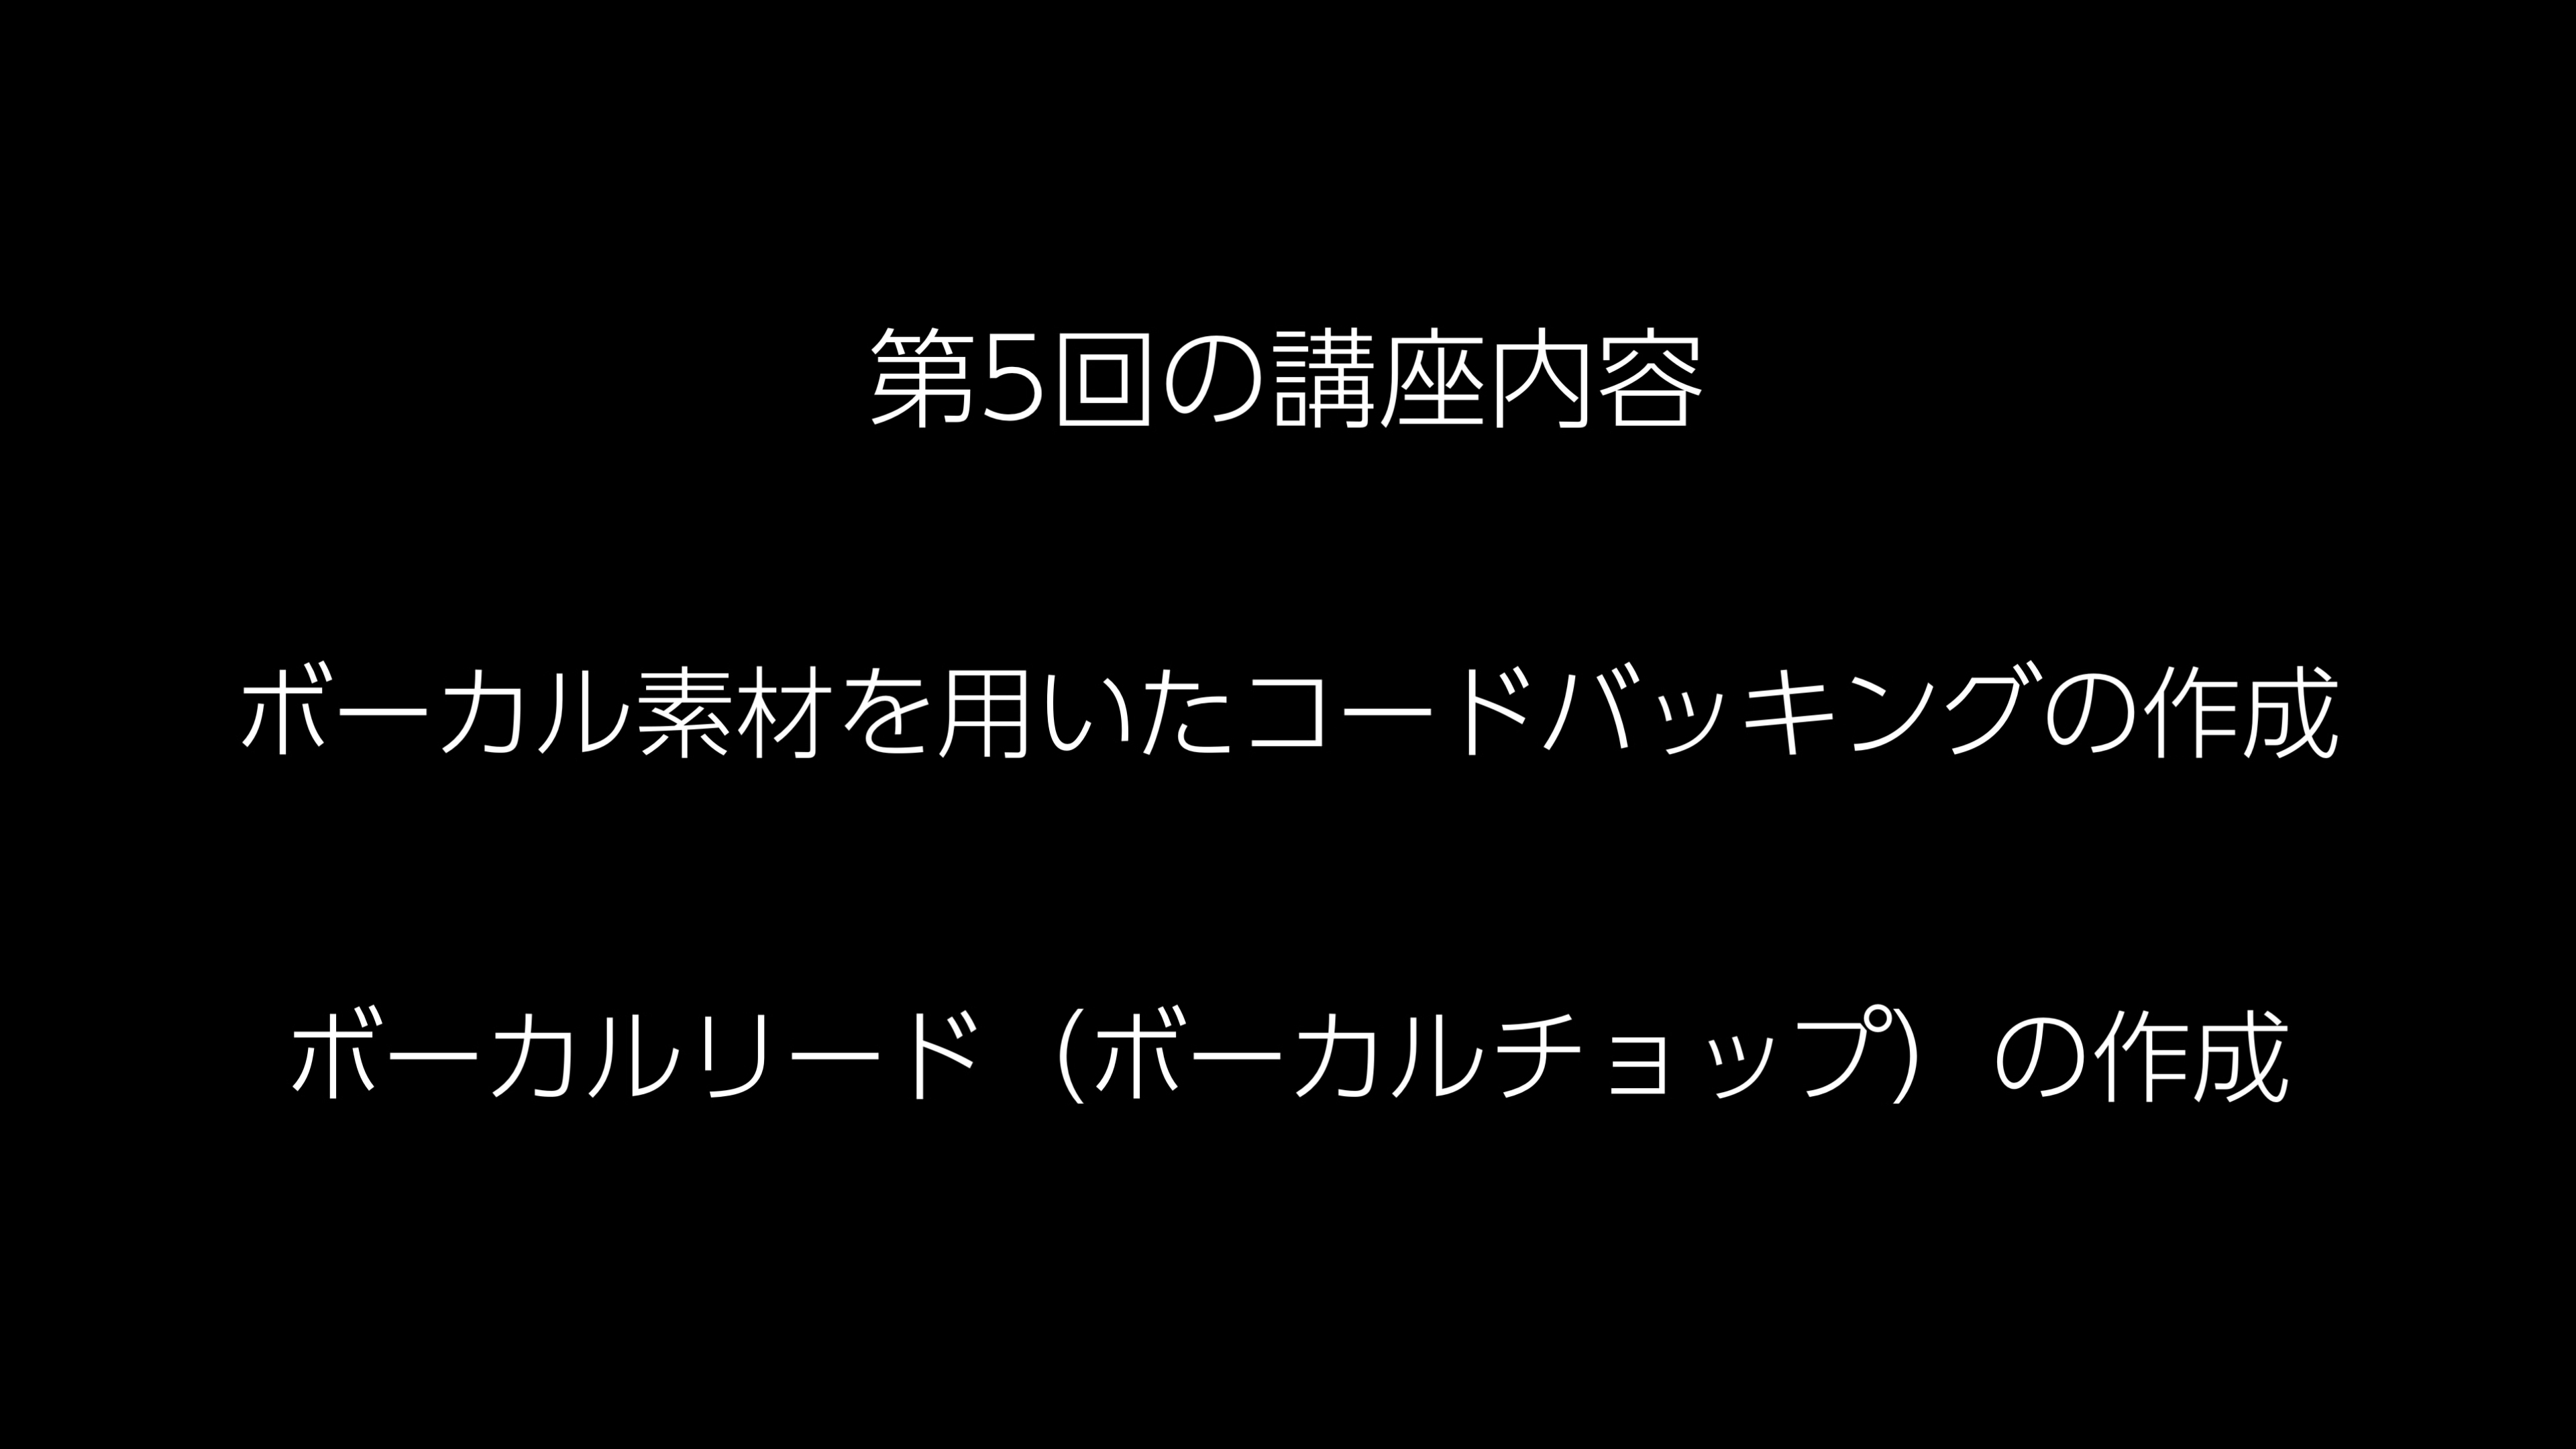 第5回の講座内容
ボーカル素材を用いたコードバッキングの作成
ボーカルリード（ボーカルチョップ）の作成